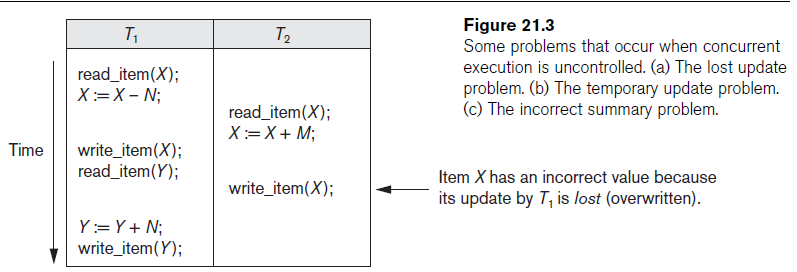 T1 T2
Figure 21.3
Some problems that occur when concurrent
execution is uncontrolled. (a) The lost update
problem. (b) The temporary update problem.
(c) The incorrect summary problem.
read_item(X);
X := X – N;
read_item(X);
X := X + M;
Time
write_item(X);
read_item(Y);
write_item(X);
Item X has an incorrect value because
its update by T1 is lost (overwritten).
Y := Y + N;
write_item(Y);